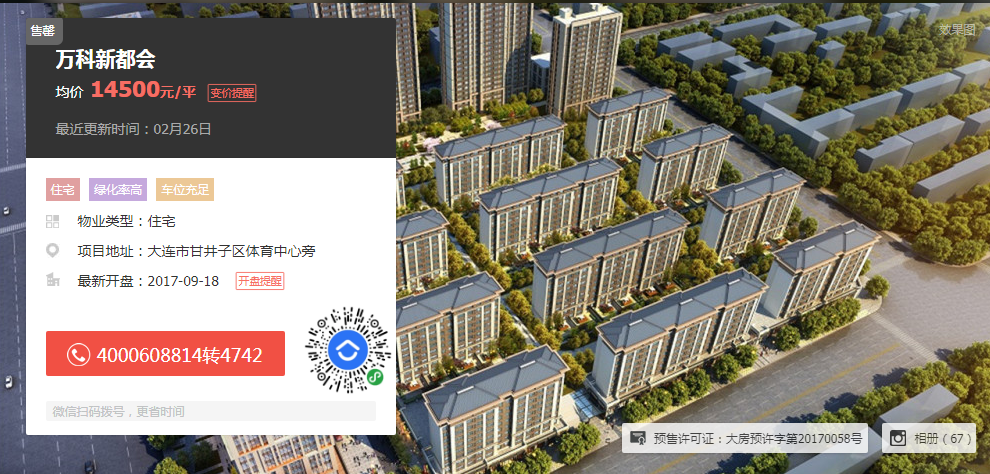 售罄
效果图
万科新都会
均价 14500元/平 变价提醒
最近更新时间：02月26日
住宅 绿化率高 车位充足
物业类型：住宅
项目地址：大连市甘井子区体育中心旁
最新开盘：2017-09-18 开盘提醒
4000608814转4742
微信扫码拨号，更省时间
预售许可证：大房预许字第20170058号
相册（67）